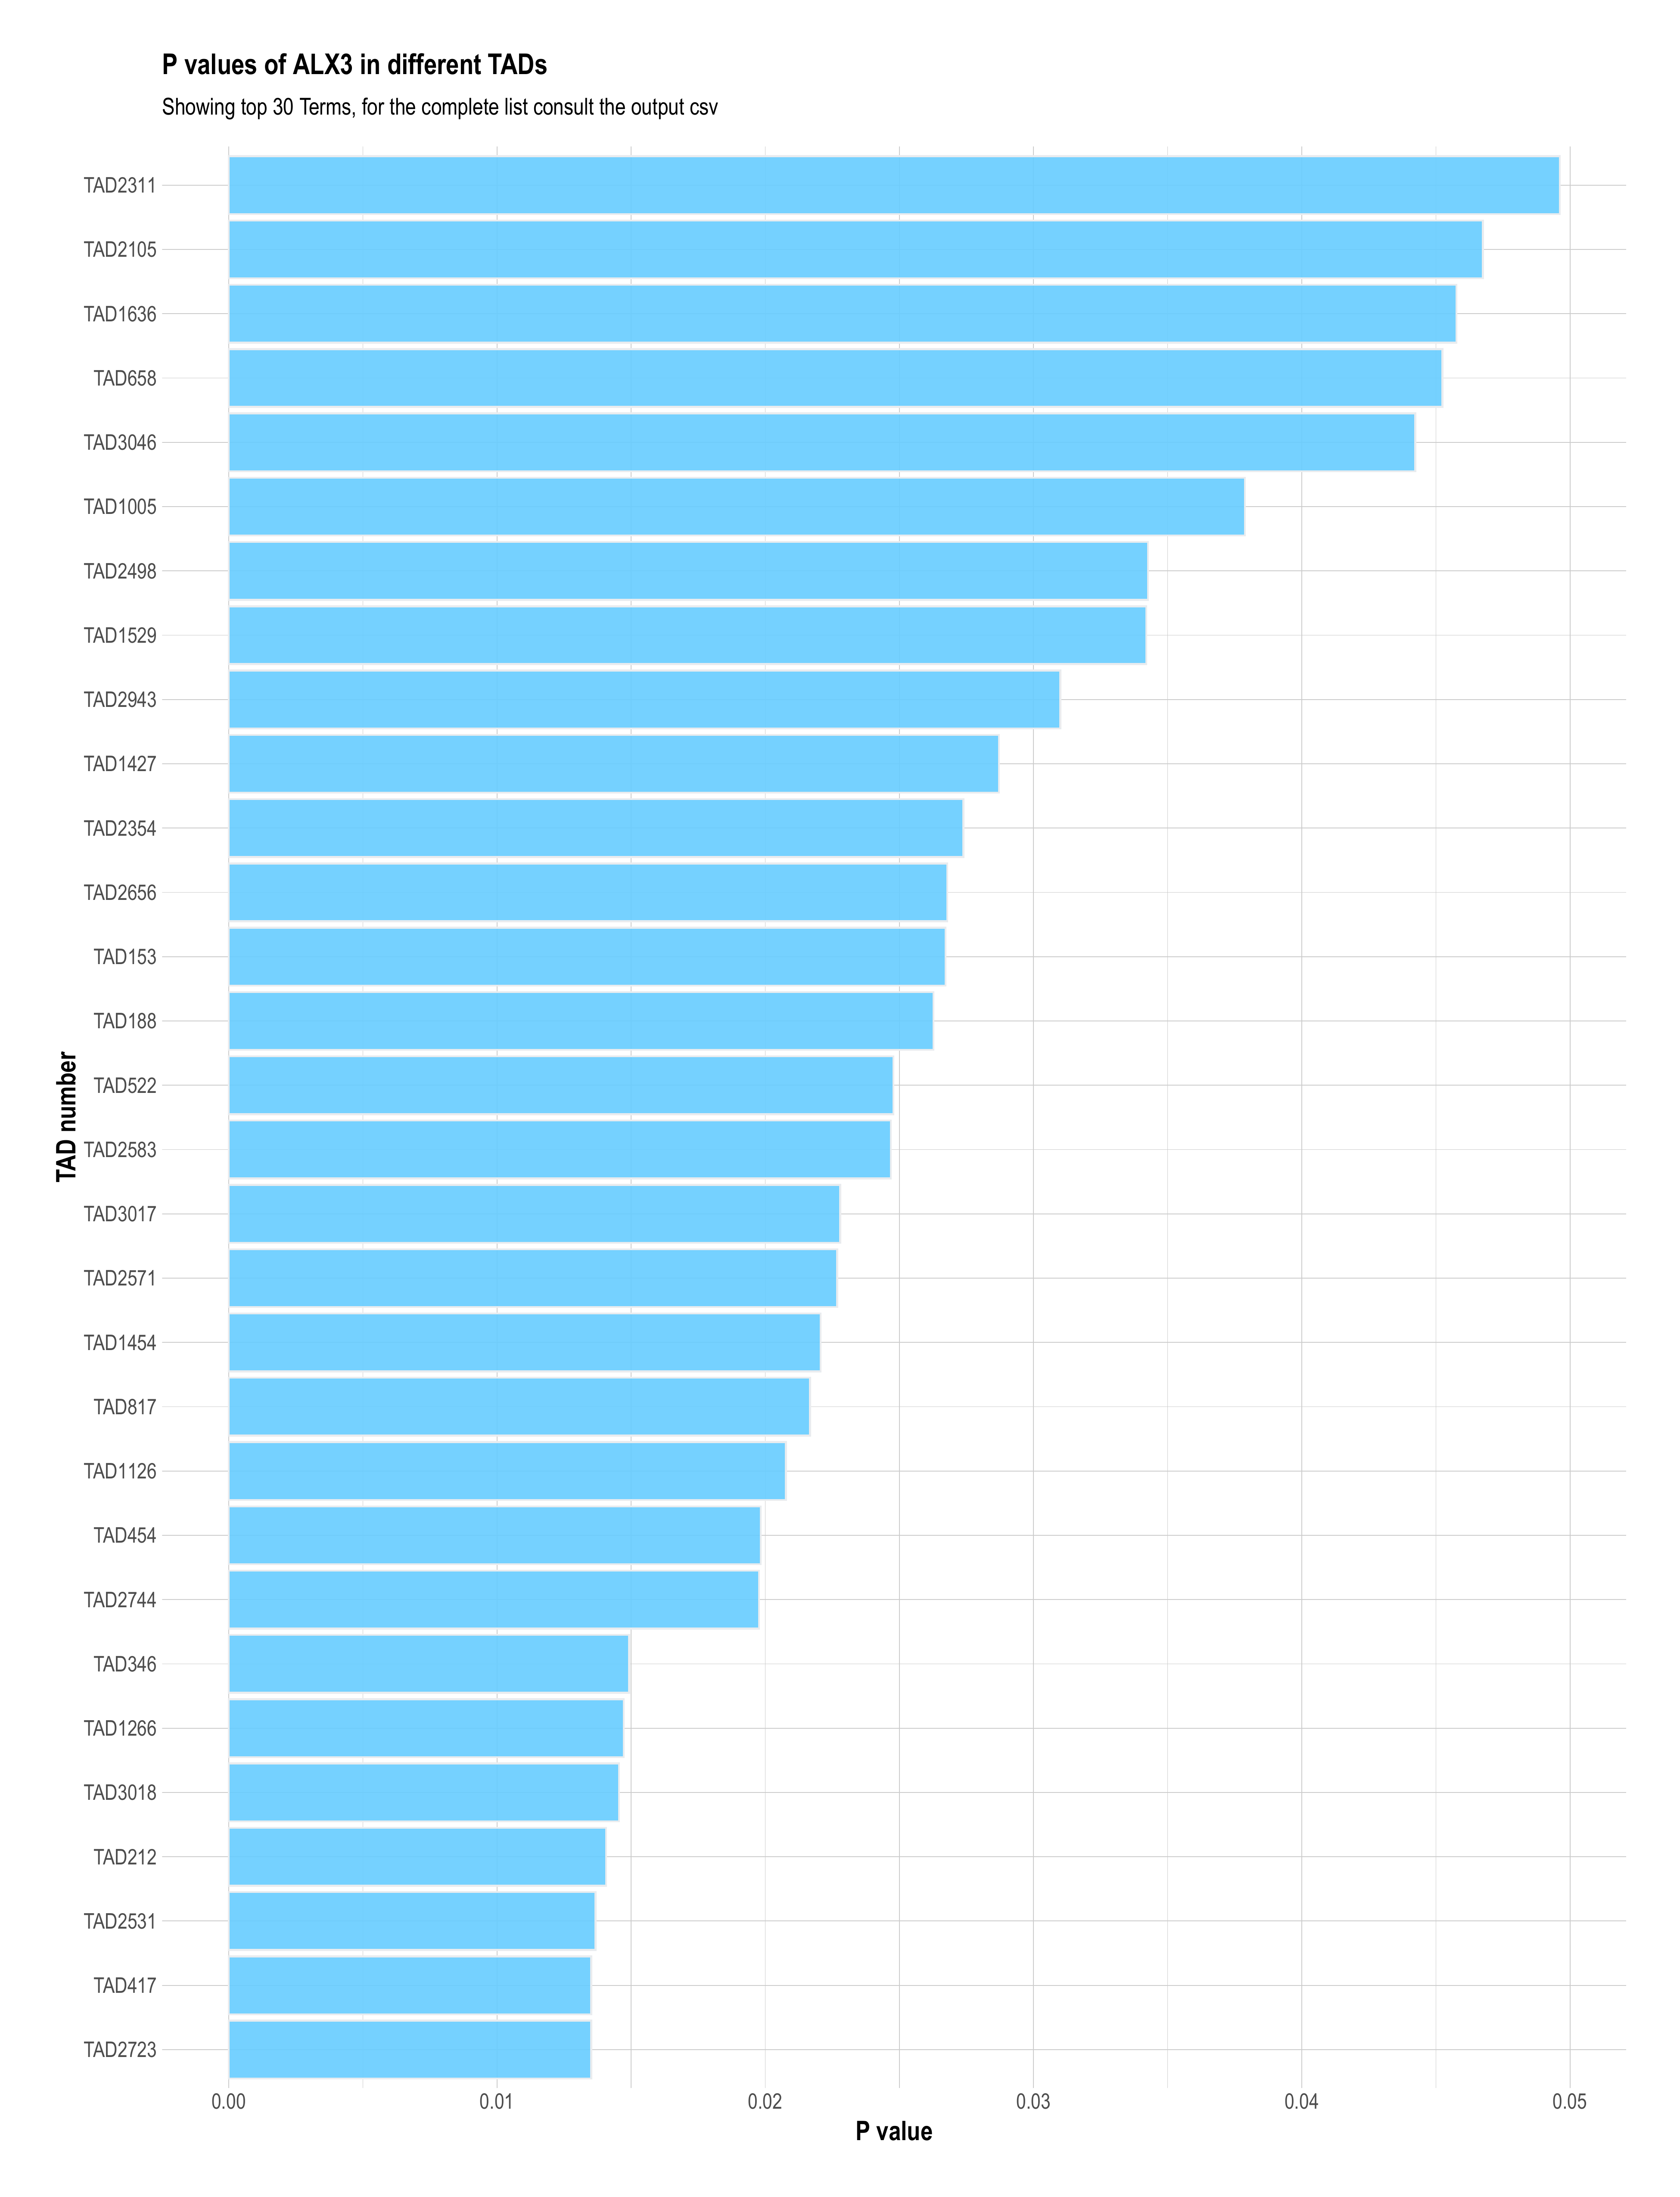 P values of ALX3 in different TADs
Showing top 30 Terms, for the complete list consult the output csv
TAD2311
TAD2105
TAD1636
TAD658
TAD3046
TAD1005
TAD2498
TAD1529
TAD2943
TAD1427
TAD2354
TAD2656
TAD153
TAD188
TAD522
TAD2583
TAD3017
TAD2571
TAD1454
TAD817
TAD1126
TAD454
TAD2744
TAD346
TAD1266
TAD3018
TAD212
TAD2531
TAD417
TAD2723
TAD number
0.00 0.01 0.02 0.03 0.04 0.05
P value